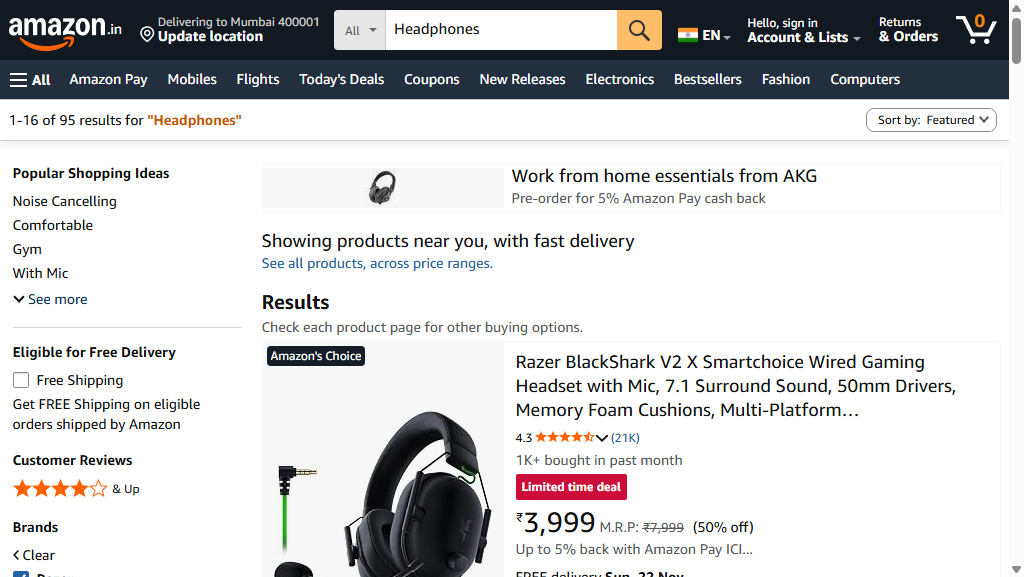 amazon.in
Delivering to Mumbai 400001
Update location
All
Headphones
EN
Hello, sign in
Account & Lists
Returns
& Orders
0
All
Amazon Pay
Mobiles
Flights
Today's Deals
Coupons
New Releases
Electronics
Bestsellers
Fashion
Computers
1-16 of 95 results for "Headphones"
Sort by: Featured
Popular Shopping Ideas
Noise Cancelling
Comfortable
Gym
With Mic
See more
Eligible for Free Delivery
Free Shipping
Get FREE Shipping on eligible
orders shipped by Amazon
Customer Reviews
& Up
Brands
Clear
Razer
Work from home essentials from AKG
Pre-order for 5% Amazon Pay cash back
Showing products near you, with fast delivery
See all products, across price ranges.
Results
Check each product page for other buying options.
Amazon's Choice
Razer BlackShark V2 X Smartchoice Wired Gaming
Headset with Mic, 7.1 Surround Sound, 50mm Drivers,
Memory Foam Cushions, Multi-Platform…
4.3 (21K)
1K+ bought in past month
Limited time deal
₹3,999 M.R.P: ₹7,999 (50% off)
Up to 5% back with Amazon Pay ICI...
FREE delivery Sun, 22 Nov